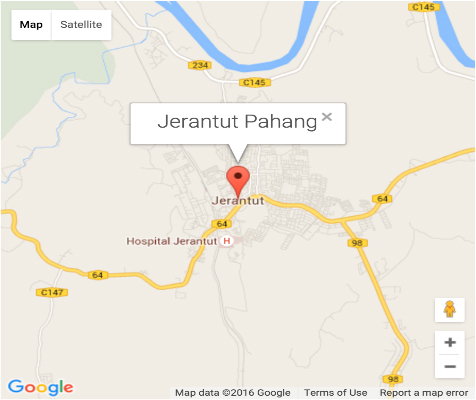 Map Satellite
C145
234
C145
Jerantut Pahang ×
Jerantut
64
64
Hospital Jerantut H
98
64
C147
+
−
98
Google
Map data ©2016 Google Terms of Use Report a map error